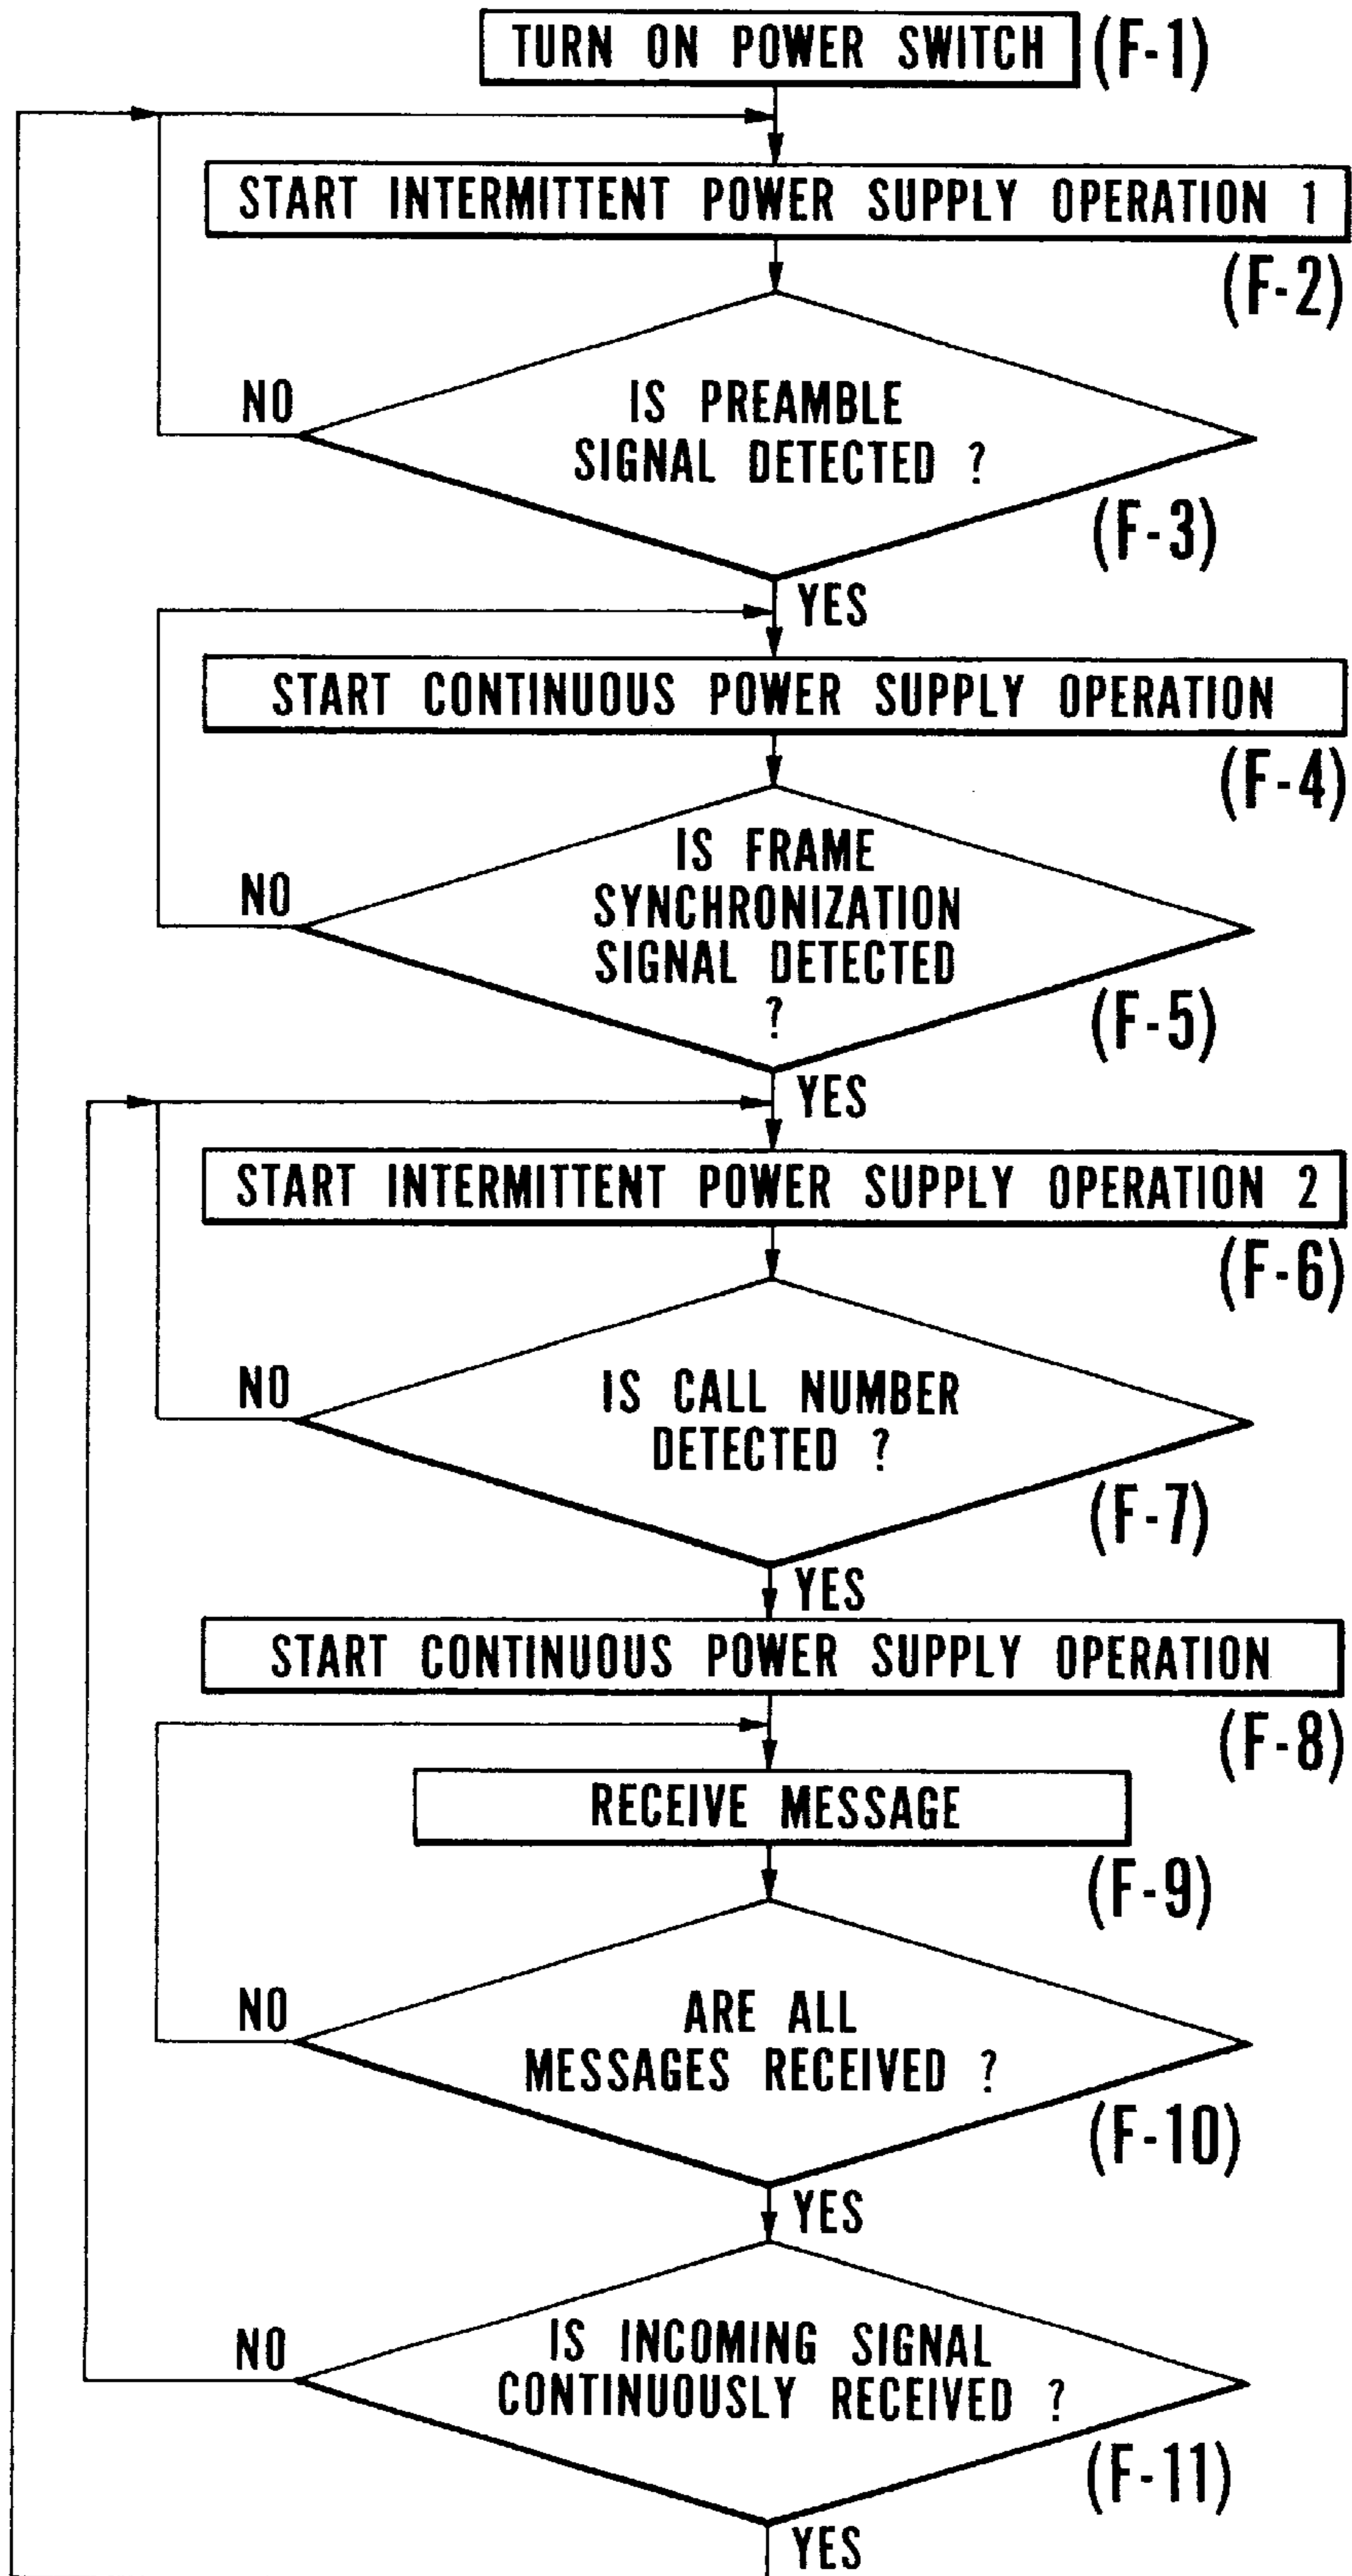 TURN ON POWER SWITCH (F-1)
START INTERMITTENT POWER SUPPLY OPERATION 1
(F-2)
NO
IS PREAMBLE
SIGNAL DETECTED ?
(F-3)
YES
START CONTINUOUS POWER SUPPLY OPERATION
(F-4)
NO
IS FRAME
SYNCHRONIZATION
SIGNAL DETECTED
?
(F-5)
YES
START INTERMITTENT POWER SUPPLY OPERATION 2
(F-6)
NO
IS CALL NUMBER
DETECTED ?
(F-7)
YES
START CONTINUOUS POWER SUPPLY OPERATION
(F-8)
RECEIVE MESSAGE
(F-9)
NO
ARE ALL
MESSAGES RECEIVED ?
(F-10)
YES
NO
IS INCOMING SIGNAL
CONTINUOUSLY RECEIVED ?
(F-11)
YES